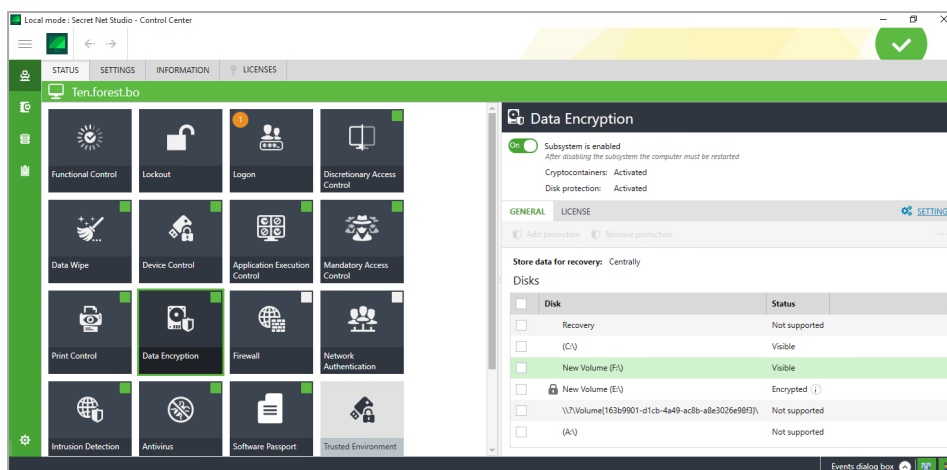 Local mode : Secret Net Studio - Control Center
STATUS
SETTINGS
INFORMATION
LICENSES
Ten.forest.bo
Functional Control
Lockout
1
Logon
Discretionary Access
Control
Data Wipe
Device Control
Application Execution
Control
Mandatory Access
Control
Print Control
Data Encryption
Firewall
Network
Authentication
Intrusion Detection
Antivirus
Software Passport
Trusted Environment
Data Encryption
On
Subsystem is enabled
After disabling the subsystem the computer must be restarted
Cryptocontainers: Activated
Disk protection: Activated
GENERAL
LICENSE
SETTING
Add protection
Remove protection
Store data for recovery: Centrally
Disks
Disk
Status
Recovery
Not supported
(C:\)
Visible
New Volume (F:\)
Visible
New Volume (E:\)
Encrypted
\\?\Volume{163b9901-d1cb-4a49-ac8b-a8e3026e98f3}\
Not supported
(A:\)
Not supported
Events dialog box